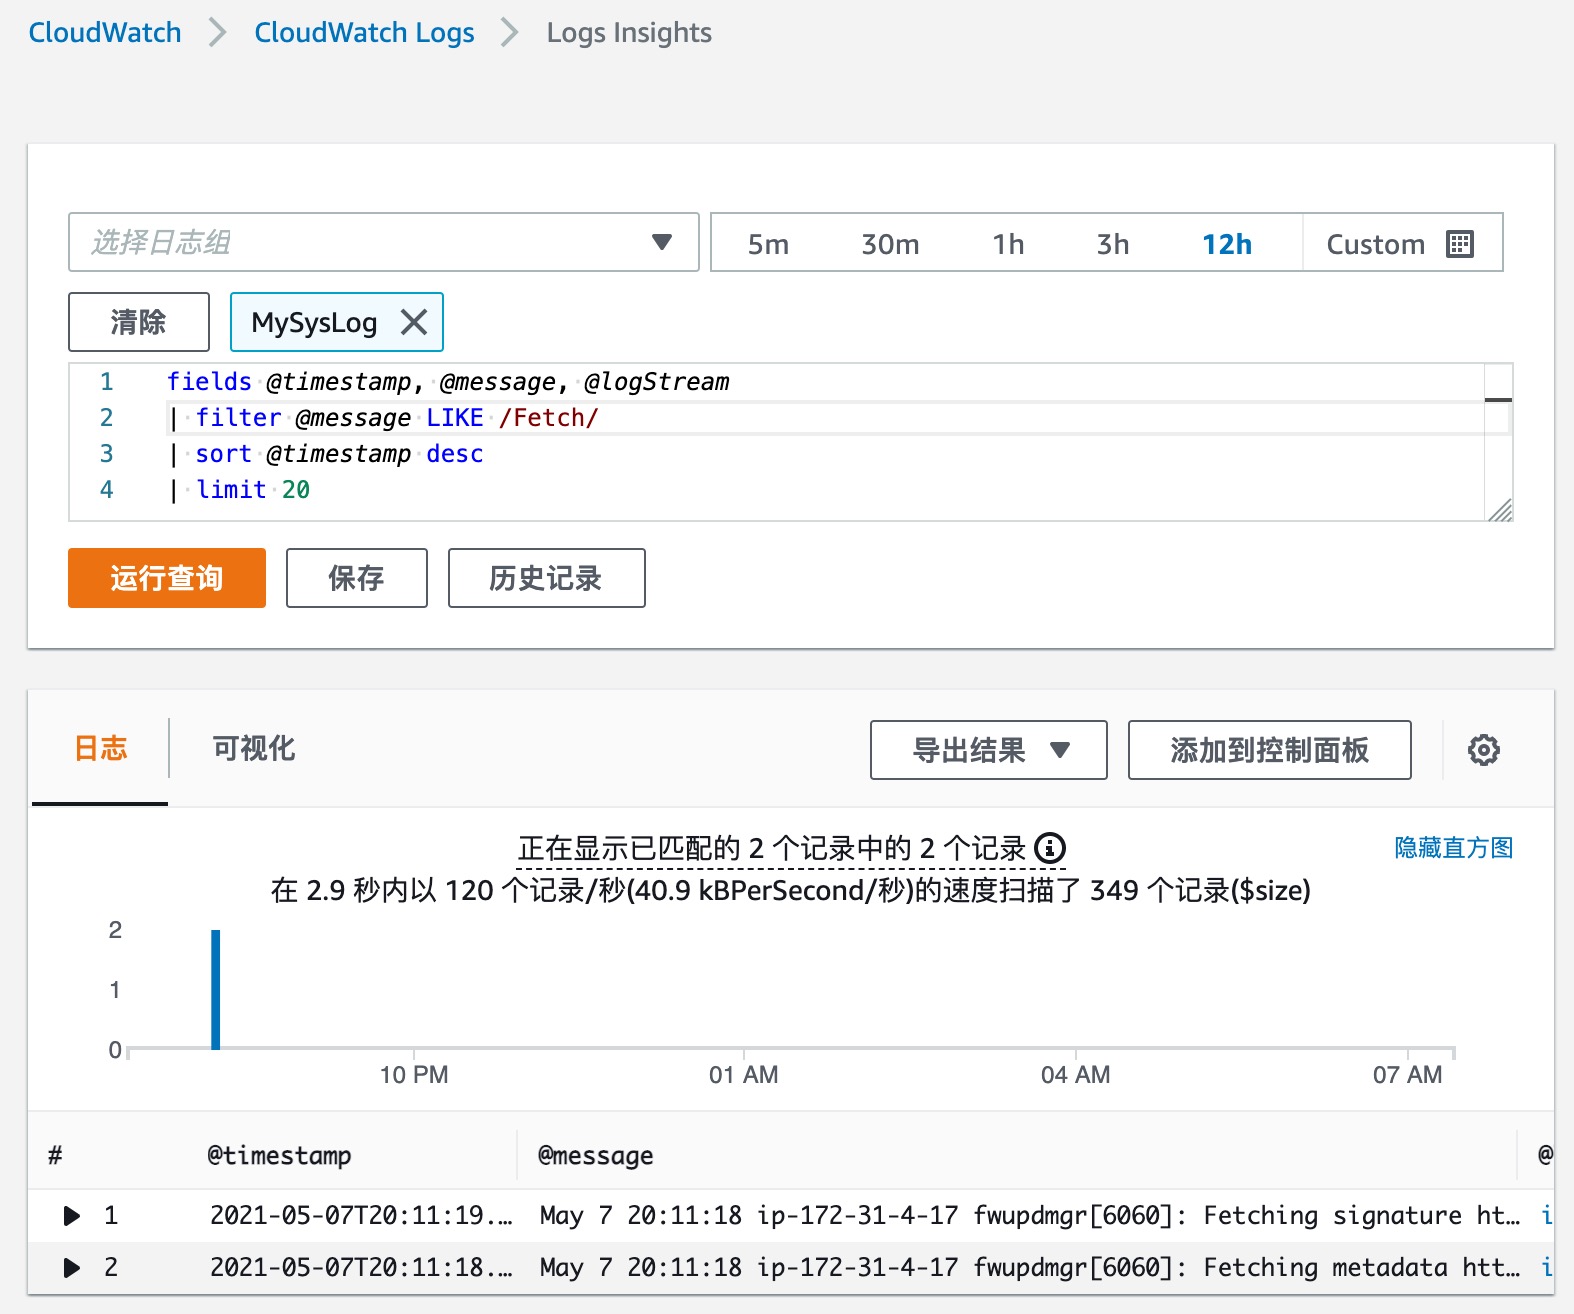 CloudWatch > CloudWatch Logs > Logs Insights
选择日志组
5m 30m 1h 3h 12h Custom
清除 MySysLog
1 fields @timestamp, @message, @logStream
2 | filter @message LIKE /Fetch/
3 | sort @timestamp desc
4 | limit 20
运行查询 保存 历史记录
日志 可视化 导出结果 添加到控制面板
正在显示已匹配的 2 个记录中的 2 个记录
隐藏直方图
在 2.9 秒内以 120 个记录/秒(40.9 kBPerSecond/秒)的速度扫描了 349 个记录($size)
2
1
0
10 PM 01 AM 04 AM 07 AM
# @timestamp @message @
1 2021-05-07T20:11:19.… May 7 20:11:18 ip-172-31-4-17 fwupdmgr[6060]: Fetching signature ht… i
2 2021-05-07T20:11:18.… May 7 20:11:18 ip-172-31-4-17 fwupdmgr[6060]: Fetching metadata htt… i